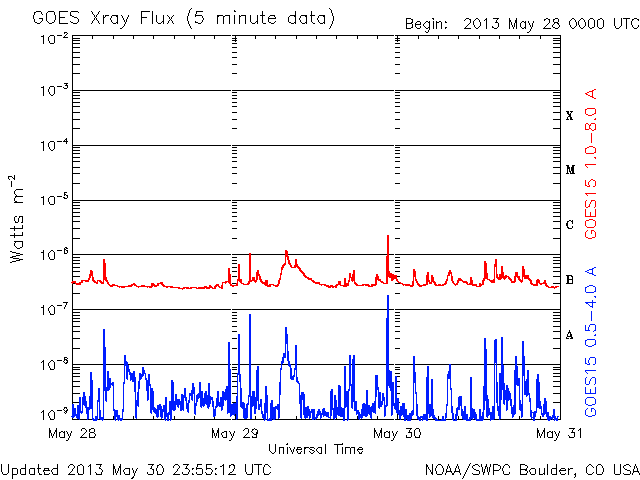 GOES Xray Flux (5 minute data)
Begin: 2013 May 28 0000 UTC
10⁻²
10⁻³
10⁻⁴
10⁻⁵
10⁻⁶
10⁻⁷
10⁻⁸
10⁻⁹
Watts m⁻²
X
M
C
B
A
GOES15 1.0-8.0 A
GOES15 0.5-4.0 A
May 28
May 29
May 30
May 31
Universal Time
Updated 2013 May 30 23:55:12 UTC
NOAA/SWPC Boulder, CO USA